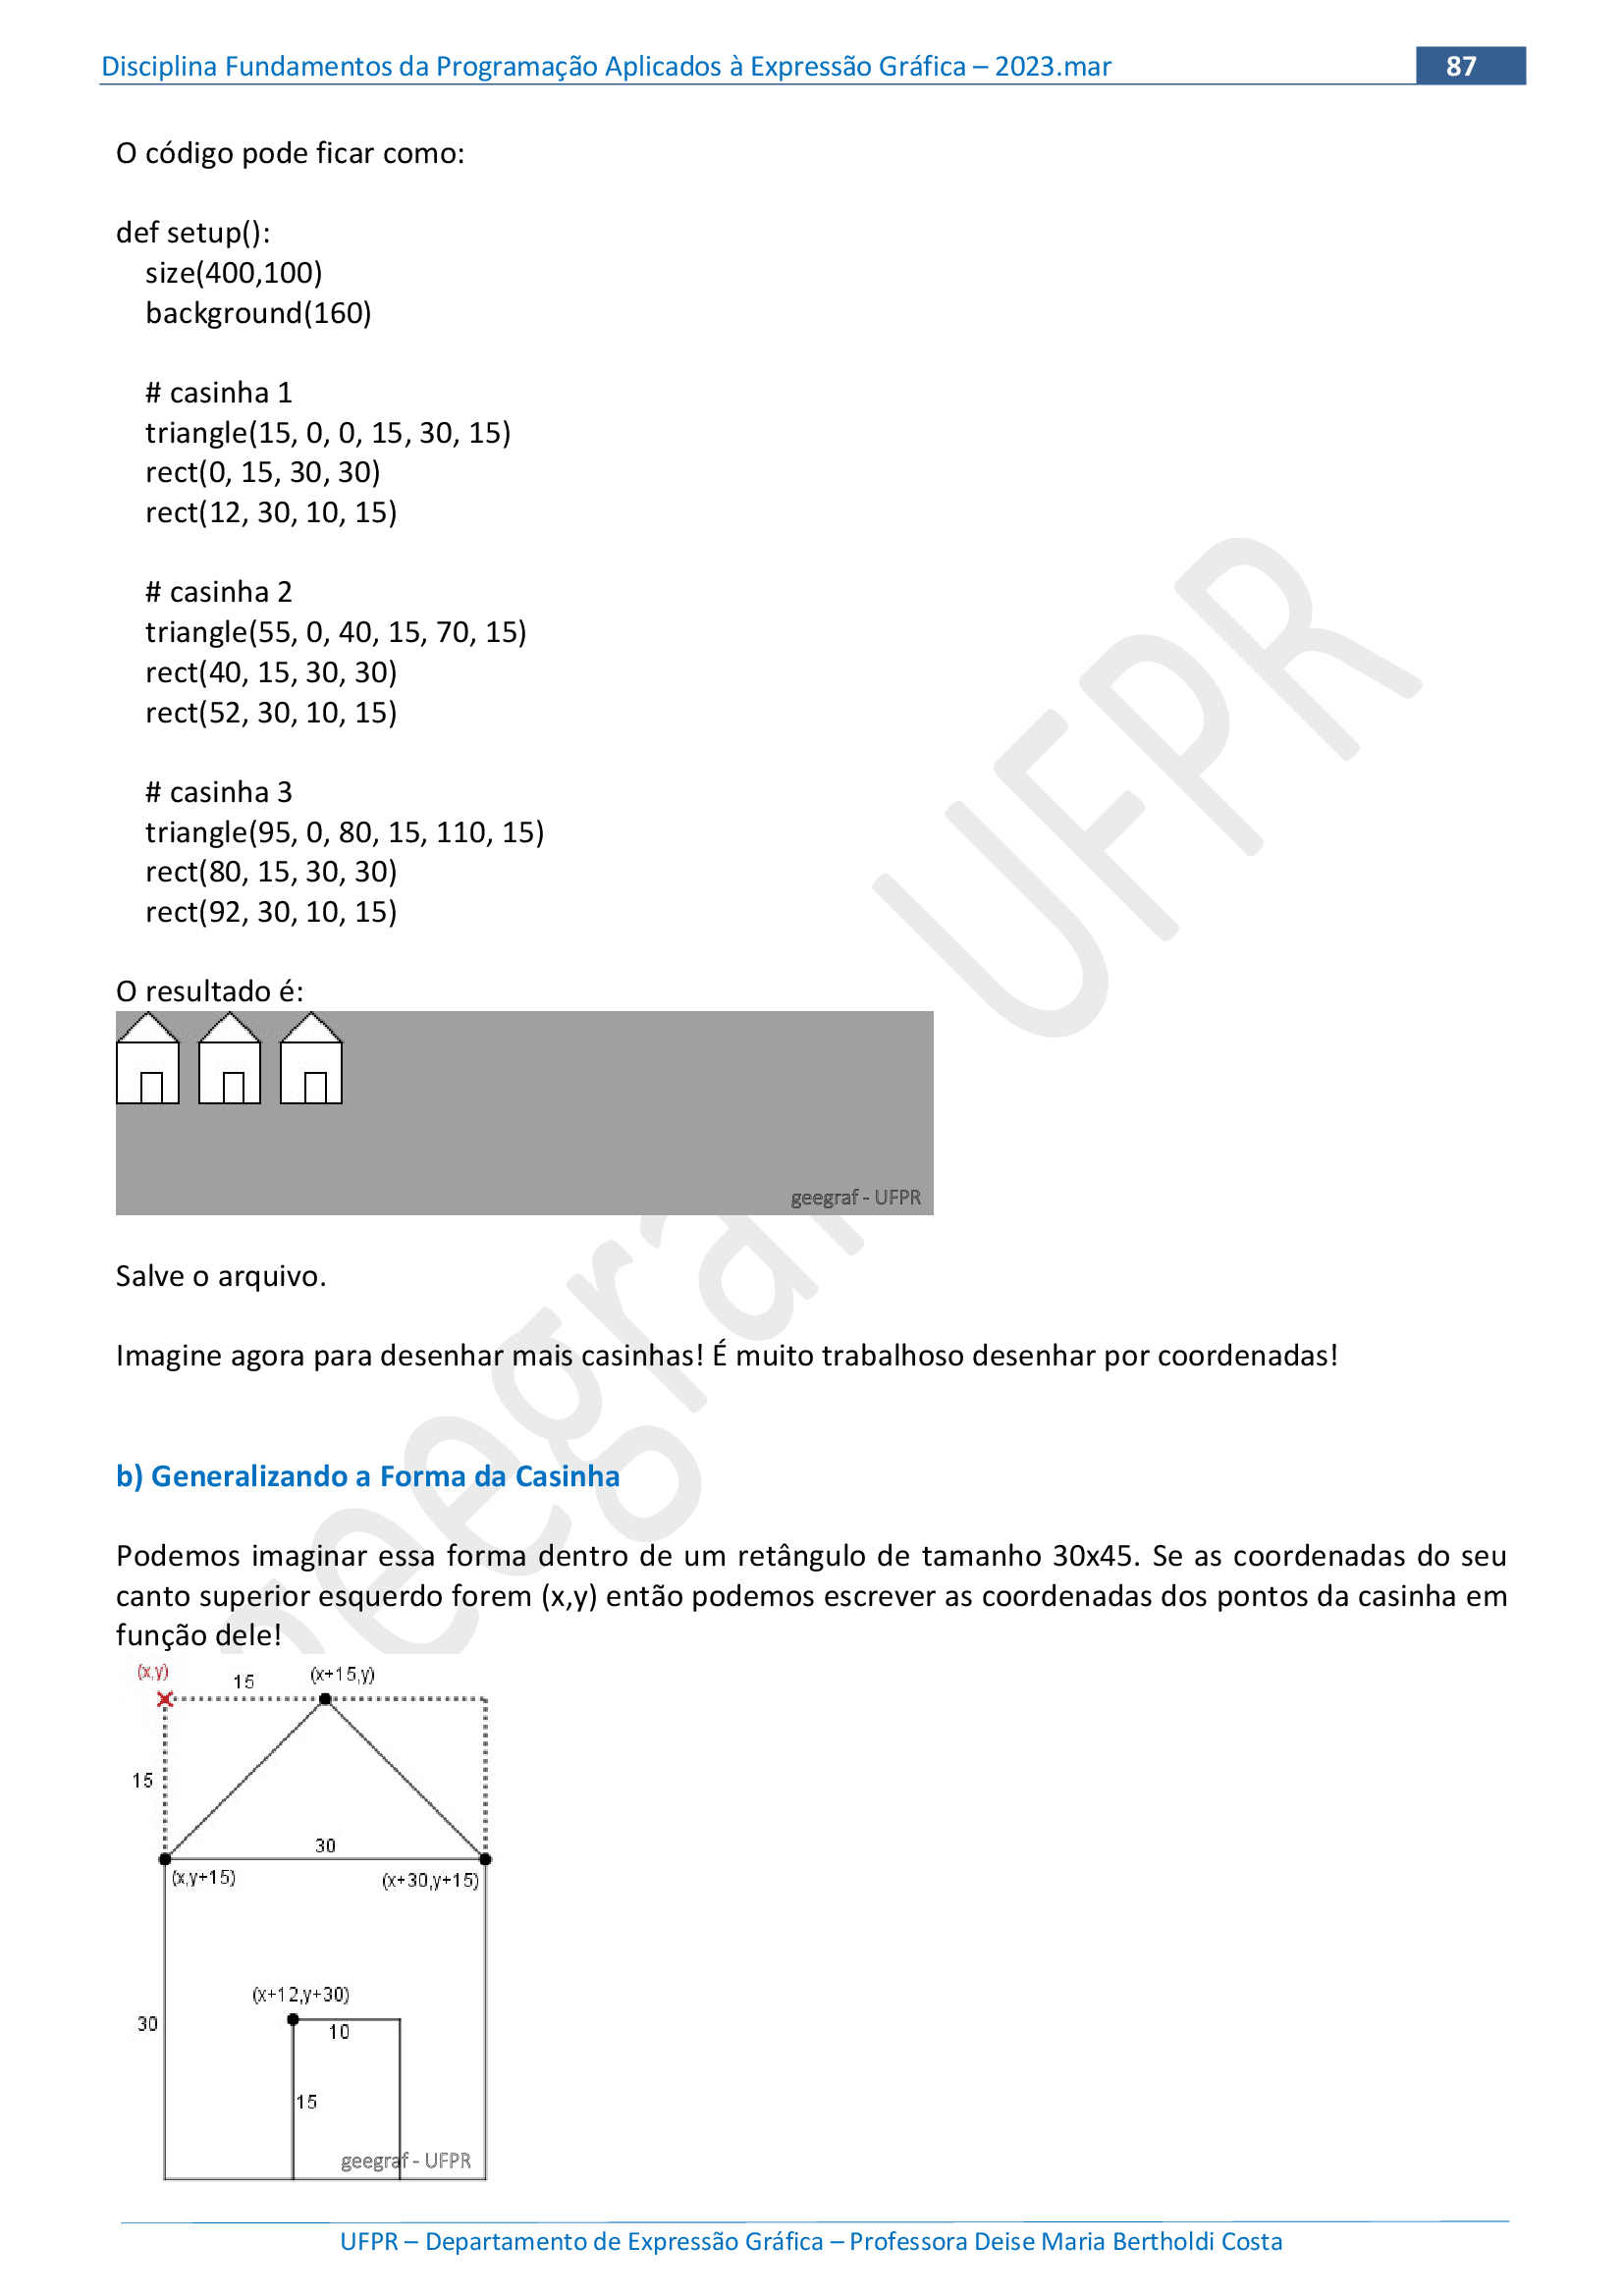 Disciplina Fundamentos da Programação Aplicados à Expressão Gráfica – 2023.mar 87
O código pode ficar como:
def setup():
size(400,100)
background(160)
# casinha 1
triangle(15, 0, 0, 15, 30, 15)
rect(0, 15, 30, 30)
rect(12, 30, 10, 15)
# casinha 2
triangle(55, 0, 40, 15, 70, 15)
rect(40, 15, 30, 30)
rect(52, 30, 10, 15)
# casinha 3
triangle(95, 0, 80, 15, 110, 15)
rect(80, 15, 30, 30)
rect(92, 30, 10, 15)
O resultado é:
geegraf - UFPR
Salve o arquivo.
Imagine agora para desenhar mais casinhas! É muito trabalhoso desenhar por coordenadas!
b) Generalizando a Forma da Casinha
Podemos imaginar essa forma dentro de um retângulo de tamanho 30x45. Se as coordenadas do seu
canto superior esquerdo forem (x,y) então podemos escrever as coordenadas dos pontos da casinha em
função dele!
(x,y)
15
(x+15,y)
15
30
(x,y+15)
(x+30,y+15)
(x+12,y+30)
30
10
15
geegraf - UFPR
geegraf UFPR
UFPR – Departamento de Expressão Gráfica – Professora Deise Maria Bertholdi Costa